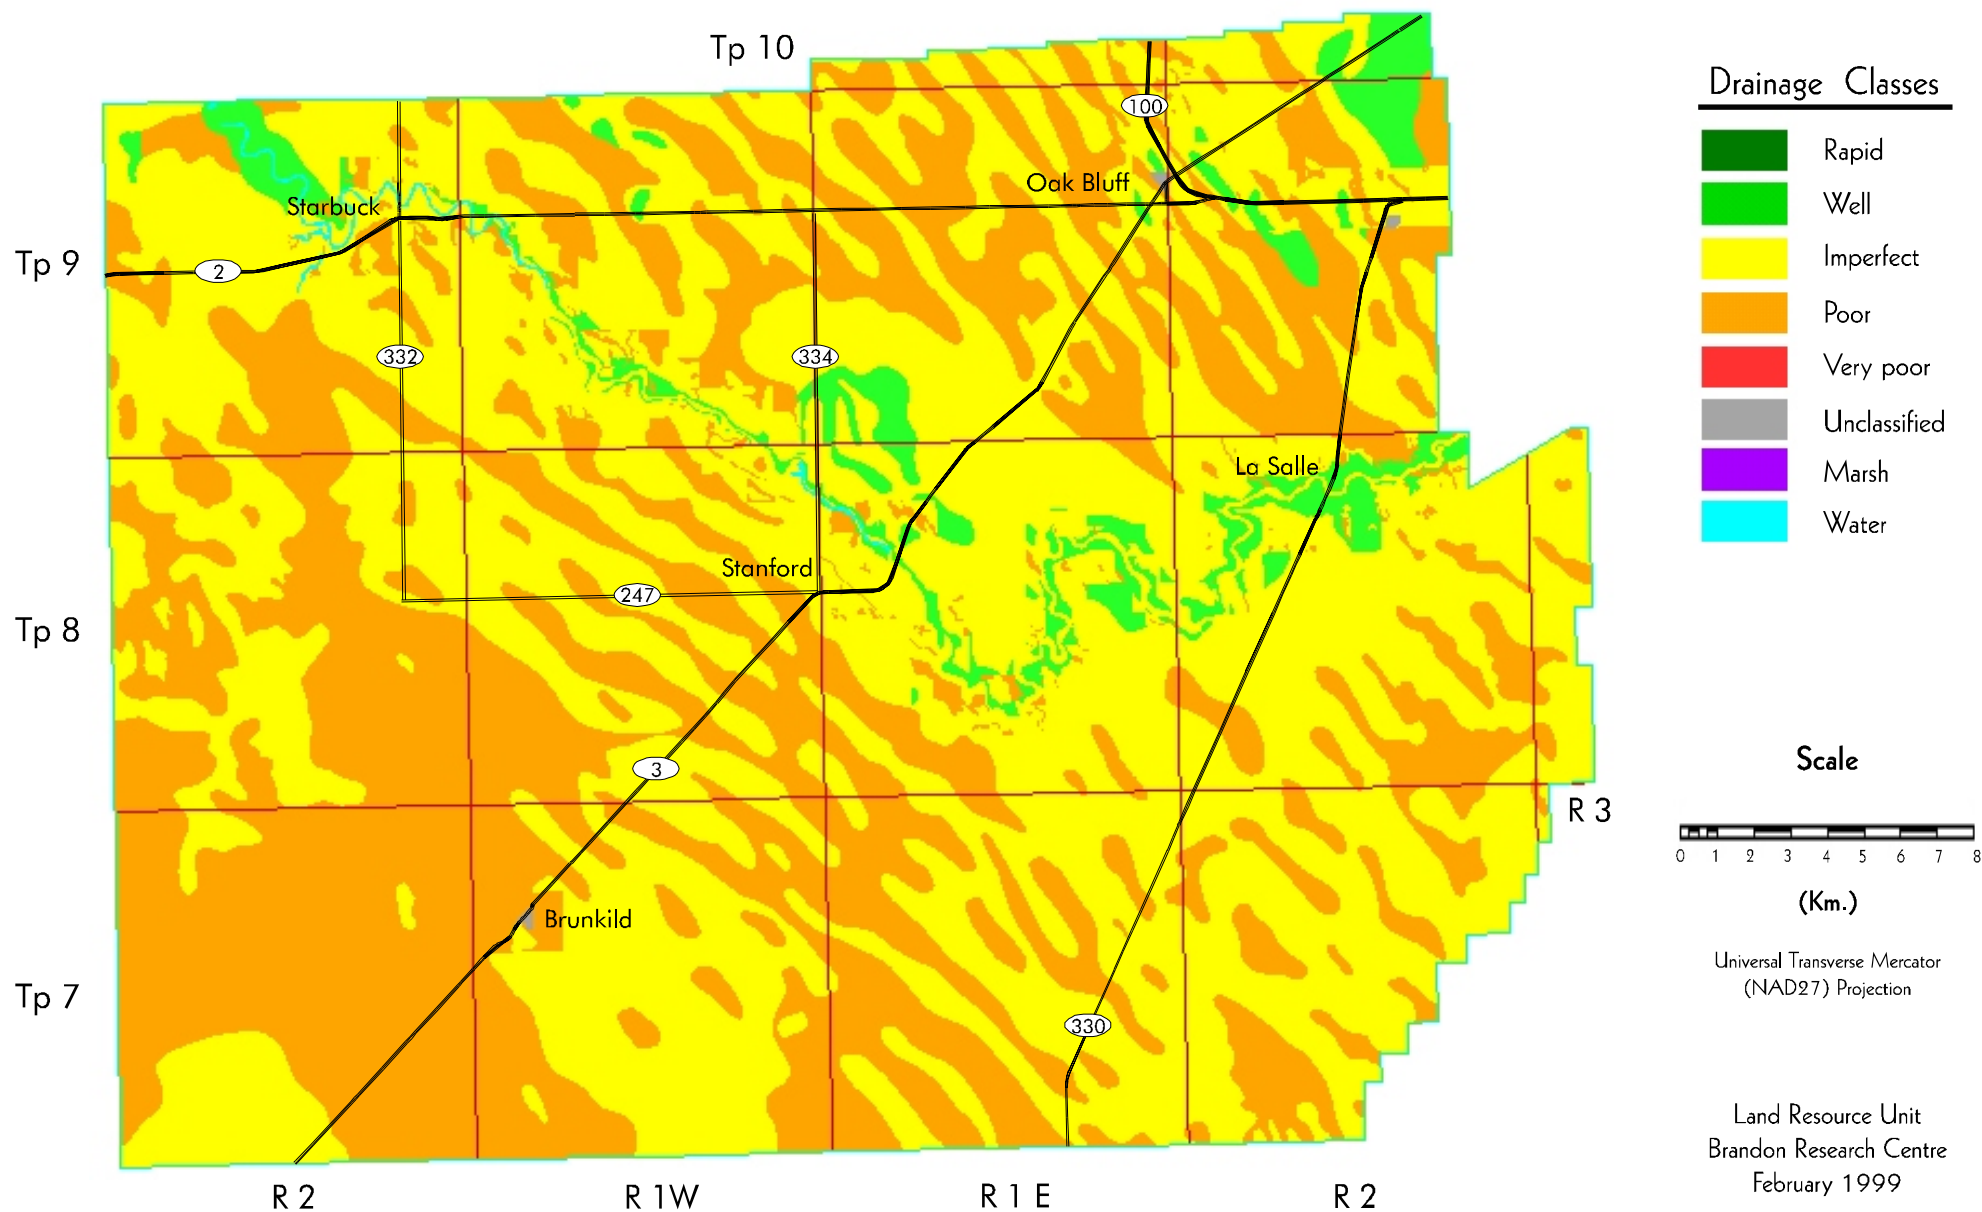 Tp 10
Drainage Classes
100
Rapid
Oak Bluff
Starbuck
Well
Tp 9
2
Imperfect
Poor
332
334
Very poor
Unclassified
La Salle
Marsh
Water
Stanford
247
Tp 8
3
Scale
R 3
0 1 2 3 4 5 6 7 8
(Km.)
Brunkild
Universal Transverse Mercator
(NAD27) Projection
Tp 7
330
Land Resource Unit
Brandon Research Centre
February 1999
R 2
R 1W
R 1 E
R 2